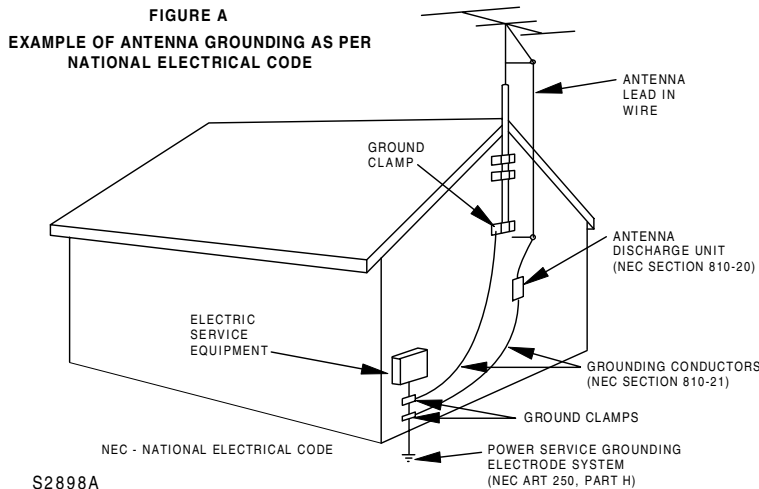 FIGURE A
EXAMPLE OF ANTENNA GROUNDING AS PER
NATIONAL ELECTRICAL CODE
ANTENNA
LEAD IN
WIRE
GROUND
CLAMP
ANTENNA
DISCHARGE UNIT
(NEC SECTION 810-20)
ELECTRIC
SERVICE
EQUIPMENT
GROUNDING CONDUCTORS
(NEC SECTION 810-21)
GROUND CLAMPS
NEC - NATIONAL ELECTRICAL CODE
POWER SERVICE GROUNDING
ELECTRODE SYSTEM
(NEC ART 250, PART H)
S2898A